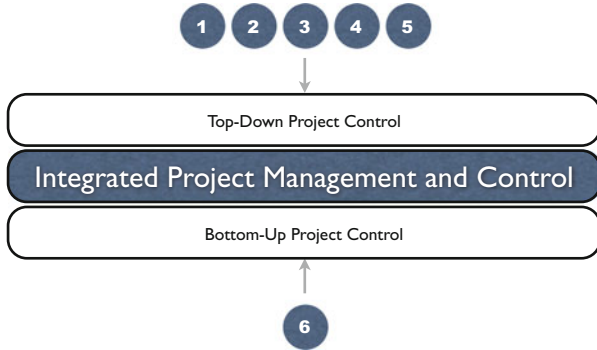 1 2 3 4 5
Top-Down Project Control
Integrated Project Management and Control
Bottom-Up Project Control
6